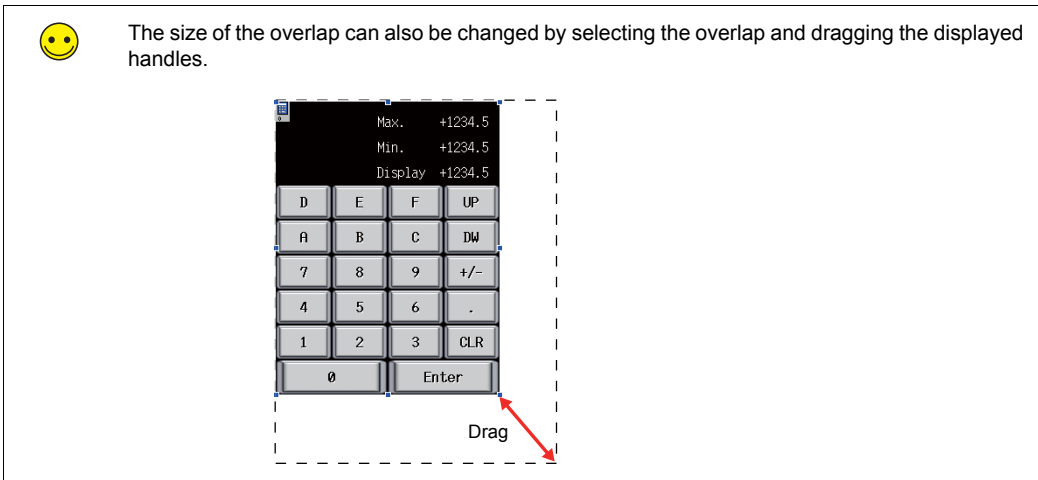 The size of the overlap can also be changed by selecting the overlap and dragging the displayed
handles.
Max. +1234.5
Min. +1234.5
Display +1234.5
D E F UP
A B C DW
7 8 9 +/-
4 5 6 .
1 2 3 CLR
0 Enter
Drag